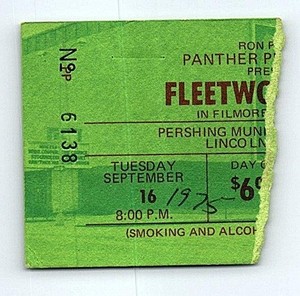 RON P
PANTHER P
PRE
FLEETWO
IN FILMORE
PERSHING MUNI
LINCOLN
TUESDAY
SEPTEMBER
16 1975
8:00 P.M.
DAY O
$6
(SMOKING AND ALCOH
No 6138